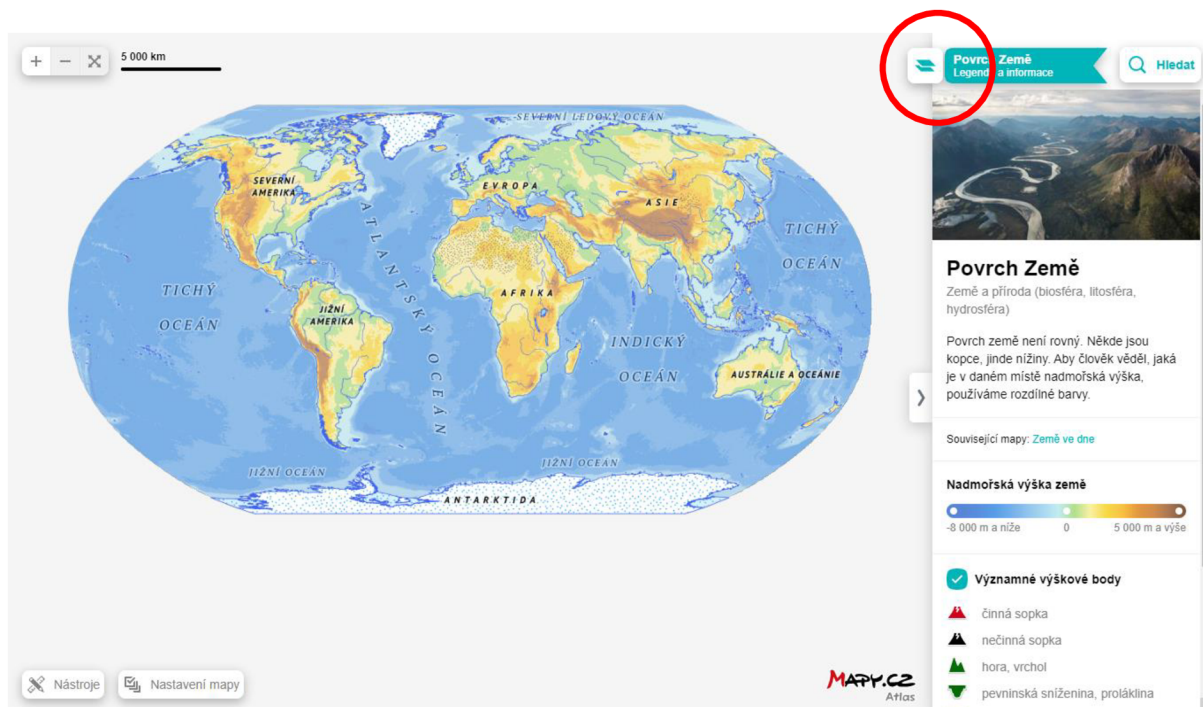 5 000 km
Povrch Země
Legenda a informace
Hledat
SEVERNÍ LEDOVÝ OCEÁN
SEVERNÍ
AMERIKA
EVROPA
ASIE
ATLANTSKÝ OCEÁN
TICHÝ
OCEÁN
TICHÝ
OCEÁN
AFRIKA
JIŽNÍ
AMERIKA
INDICKÝ
OCEÁN
AUSTRÁLIE A OCEÁNIE
JIŽNÍ OCEÁN
JIŽNÍ OCEÁN
ANTARKTIDA
Povrch Země
Země a příroda (biosféra, litosféra,
hydrosféra)
Povrch země není rovný. Někde jsou
kopce, jinde nížiny. Aby člověk věděl, jaká
je v daném místě nadmořská výška,
používáme rozdílné barvy.
Související mapy: Země ve dne
Nadmořská výška země
-8 000 m a níže 0 5 000 m a výše
Významné výškové body
činná sopka
nečinná sopka
hora, vrchol
pevninská sníženina, proláklina
Nástroje
Nastavení mapy
MAPY.CZ
Atlas